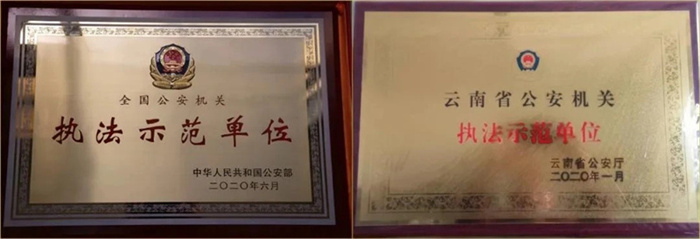 全国公安机关
执法示范单位
中华人民共和国公安部
二〇二〇年六月
云南省公安机关
执法示范单位
云南省公安厅
二〇二〇年一月